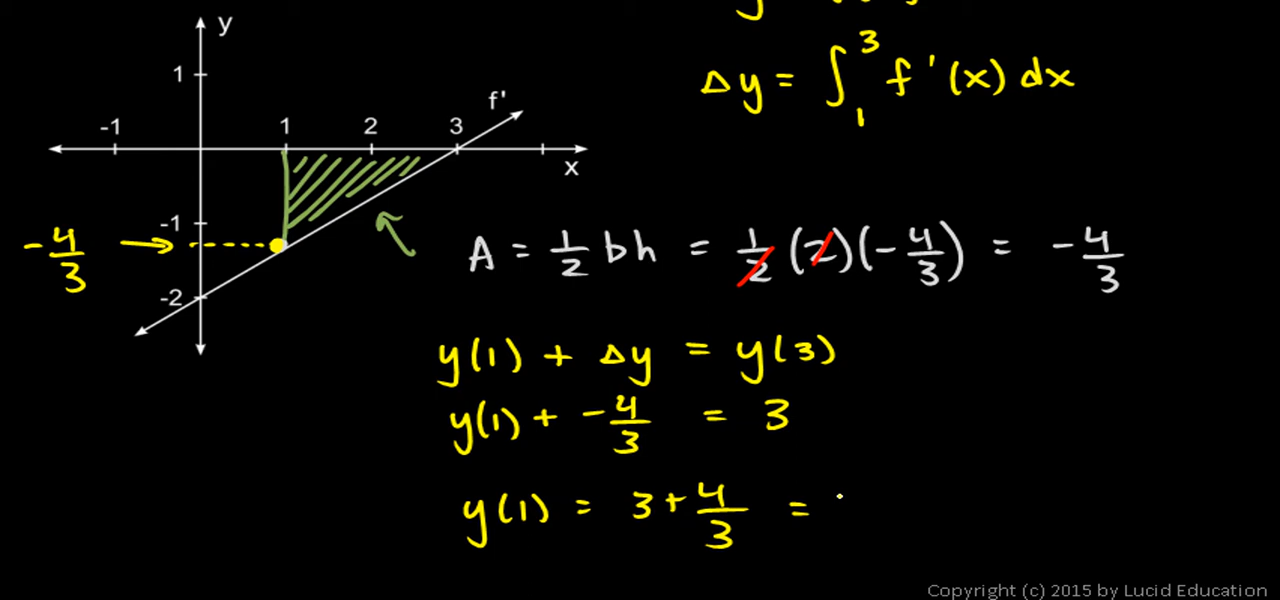 y
1
Δy = ∫₁³ f'(x) dx
f'
-1 1 2 3
x
-1
-4/3 →
A = 1/2 bh = 1/2 (2)(-4/3) = -4/3
-2
y(1) + Δy = y(3)
y(1) + -4/3 = 3
y(1) = 3 + 4/3 =
Copyright (c) 2015 by Lucid Education